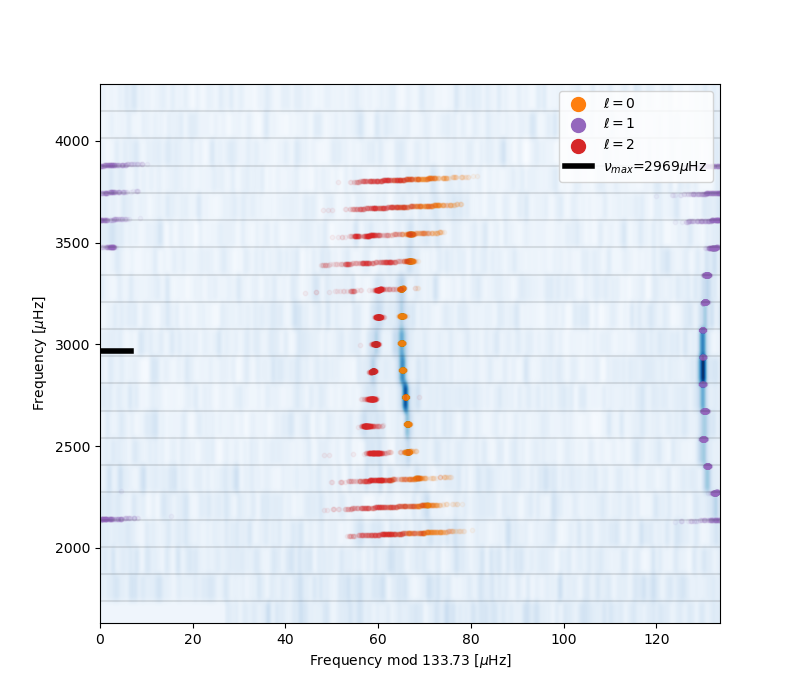 ℓ = 0
ℓ = 1
ℓ = 2
ν_max=2969μHz
4000
3500
3000
2500
2000
Frequency [μHz]
0 20 40 60 80 100 120
Frequency mod 133.73 [μHz]